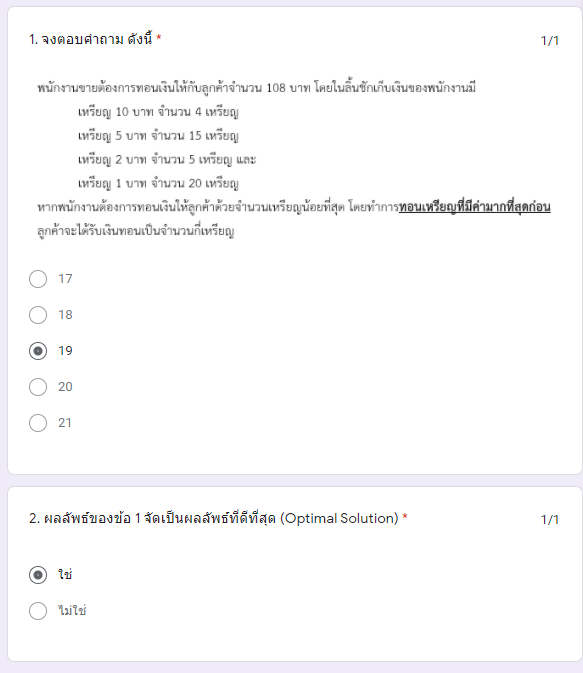 1. จงตอบคำถาม ดังนี้ *
1/1
พนักงานขายต้องการทอนเงินให้กับลูกค้าจำนวน 108 บาท โดยในลิ้นชักเก็บเงินของพนักงานมี
เหรียญ 10 บาท จำนวน 4 เหรียญ
เหรียญ 5 บาท จำนวน 15 เหรียญ
เหรียญ 2 บาท จำนวน 5 เหรียญ และ
เหรียญ 1 บาท จำนวน 20 เหรียญ
หากพนักงานต้องการทอนเงินให้ลูกค้าด้วยจำนวนเหรียญน้อยที่สุด โดยทำการทอนเหรียญที่มีค่ามากที่สุดก่อน
ลูกค้าจะได้รับเงินทอนเป็นจำนวนกี่เหรียญ
17
18
19
20
21
2. ผลลัพธ์ของข้อ 1 จัดเป็นผลลัพธ์ที่ดีที่สุด (Optimal Solution) *
1/1
ใช่
ไม่ใช่